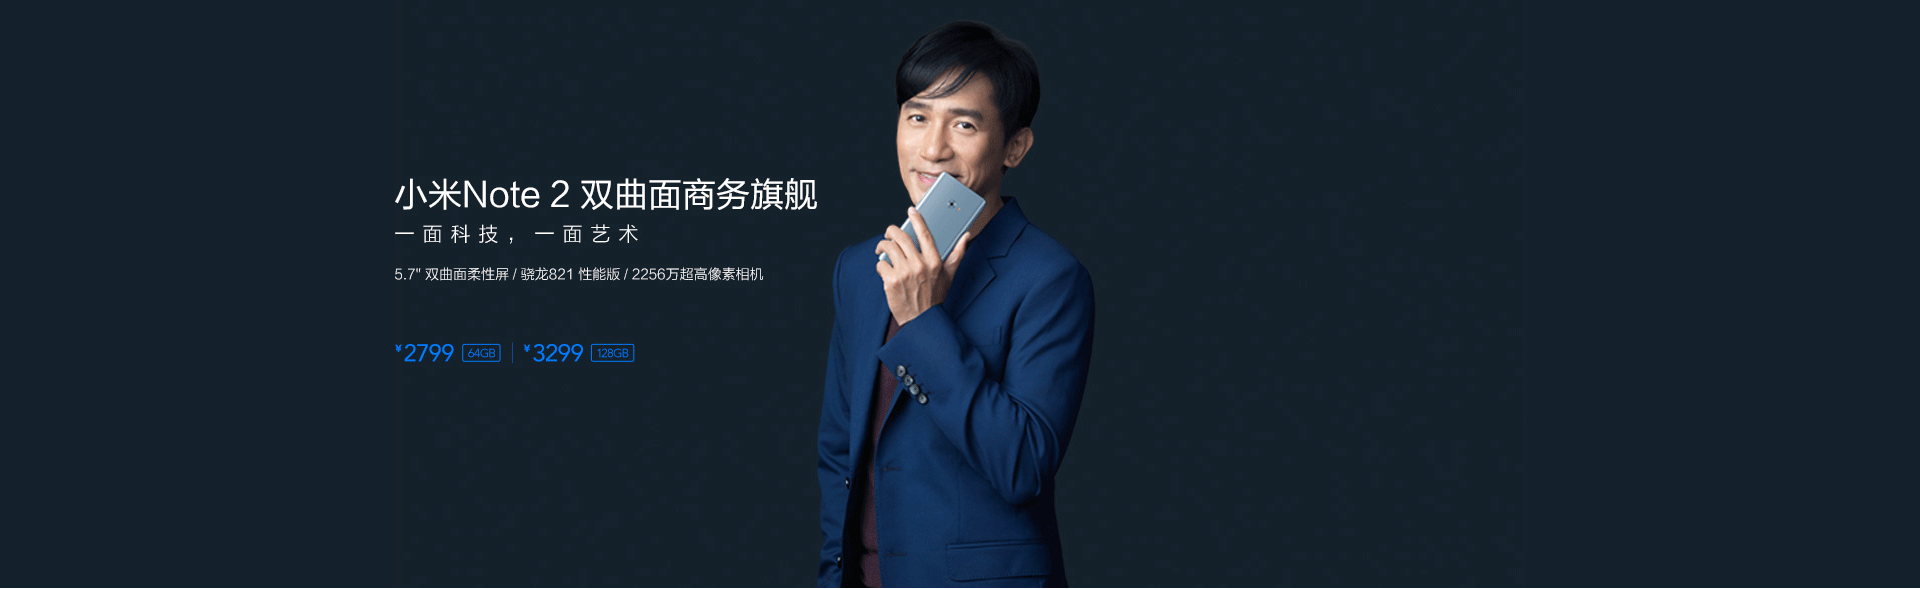 小米Note 2 双曲面商务旗舰
一面科技，一面艺术
5.7" 双曲面柔性屏 / 骁龙821 性能版 / 2256万超高像素相机
¥2799 64GB | ¥3299 128GB